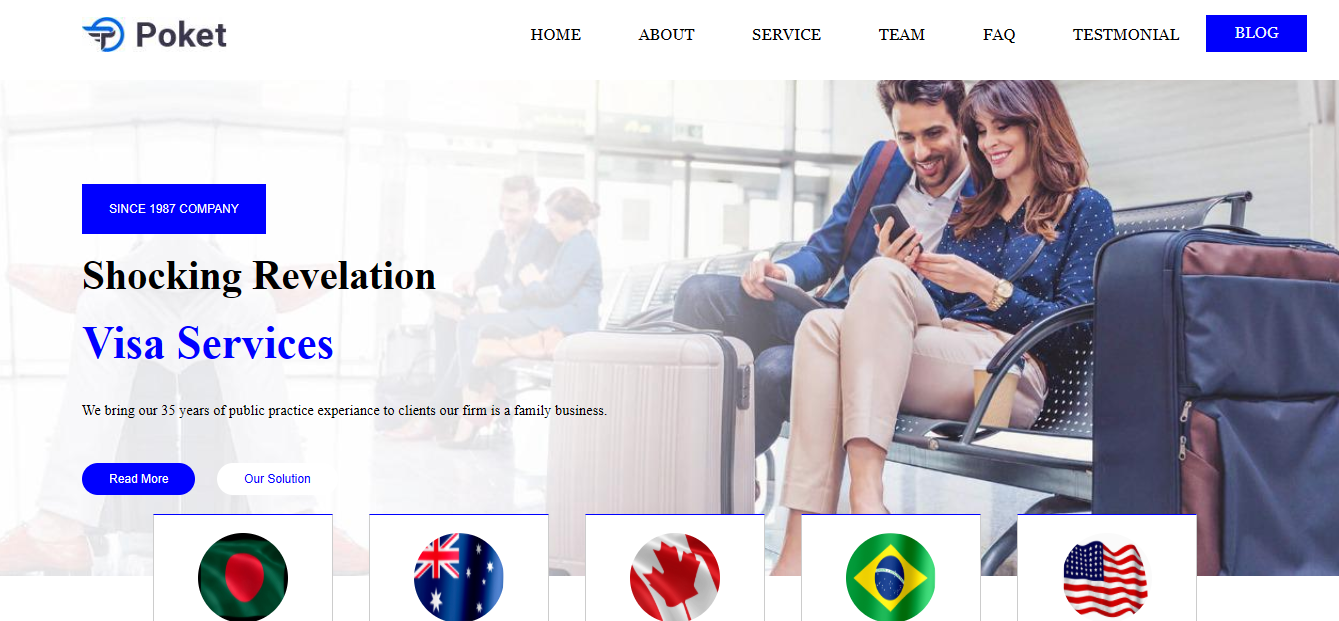 Poket
HOME ABOUT SERVICE TEAM FAQ TESTMONIAL BLOG
SINCE 1987 COMPANY
Shocking Revelation
Visa Services
We bring our 35 years of public practice experiance to clients our firm is a family business.
Read More Our Solution